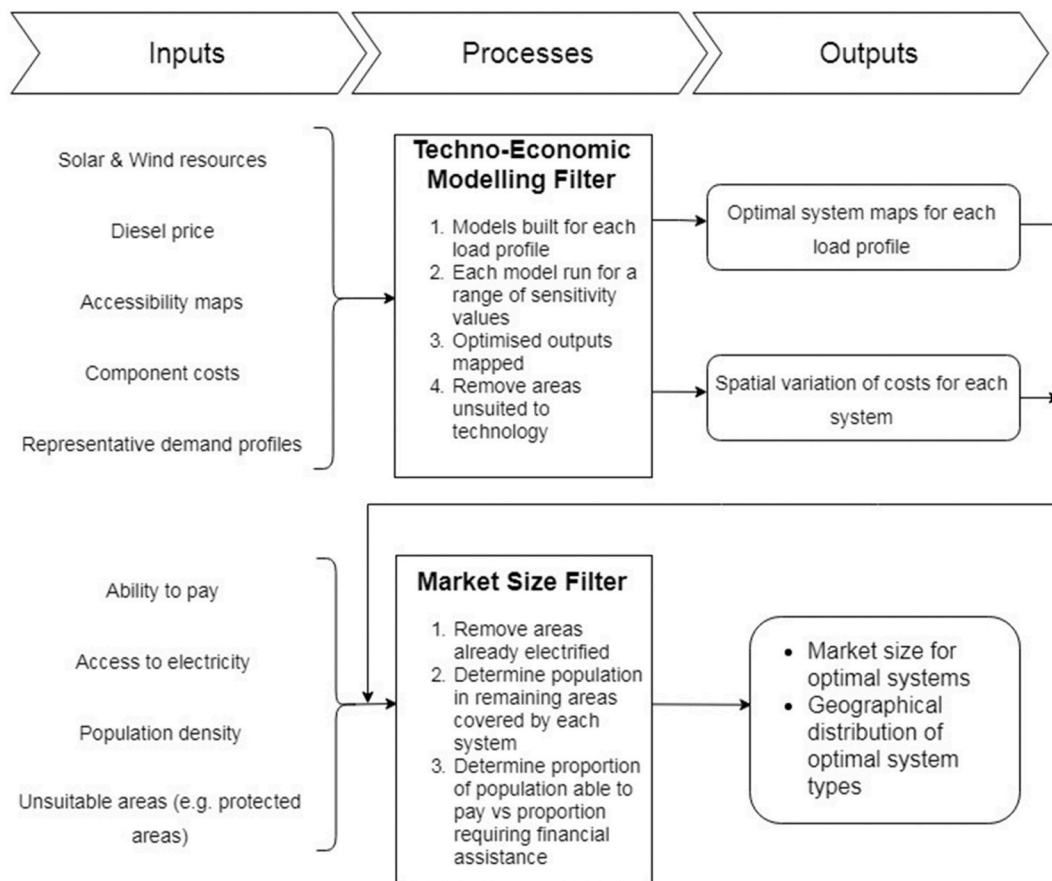 Inputs
Processes
Outputs
Solar & Wind resources
Diesel price
Accessibility maps
Component costs
Representative demand profiles
Techno-Economic
Modelling Filter
1. Models built for each
load profile
2. Each model run for a
range of sensitivity
values
3. Optimised outputs
mapped
4. Remove areas
unsuited to
technology
Optimal system maps for each
load profile
Spatial variation of costs for each
system
Ability to pay
Access to electricity
Population density
Unsuitable areas (e.g. protected
areas)
Market Size Filter
1. Remove areas
already electrified
2. Determine population
in remaining areas
covered by each
system
3. Determine proportion
of population able to
pay vs proportion
requiring financial
assistance
• Market size for
optimal systems
• Geographical
distribution of
optimal system
types